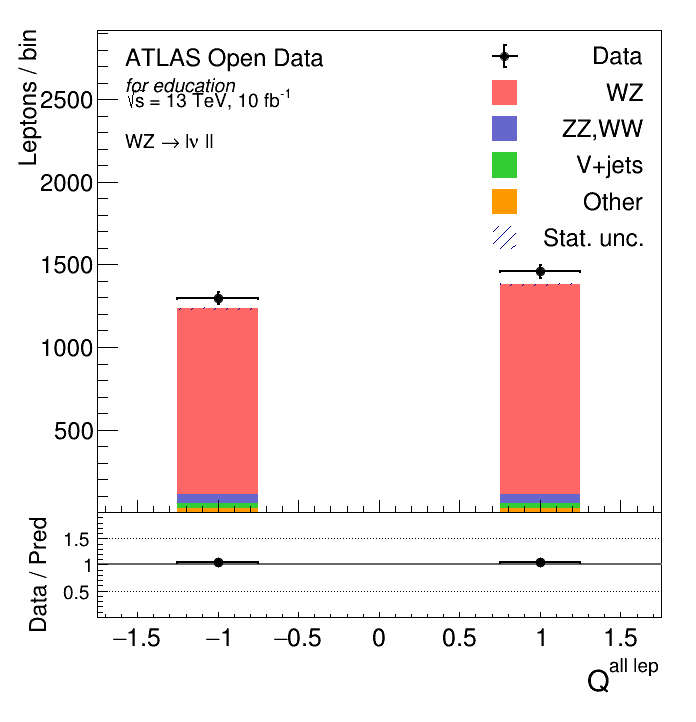 ATLAS Open Data
for education
√s = 13 TeV, 10 fb-1
WZ → lν ll
Data
WZ
ZZ,WW
V+jets
Other
Stat. unc.
Leptons / bin
2500
2000
1500
1000
500
Data / Pred
1.5
1
0.5
−1.5 −1 −0.5 0 0.5 1 1.5
Q all lep